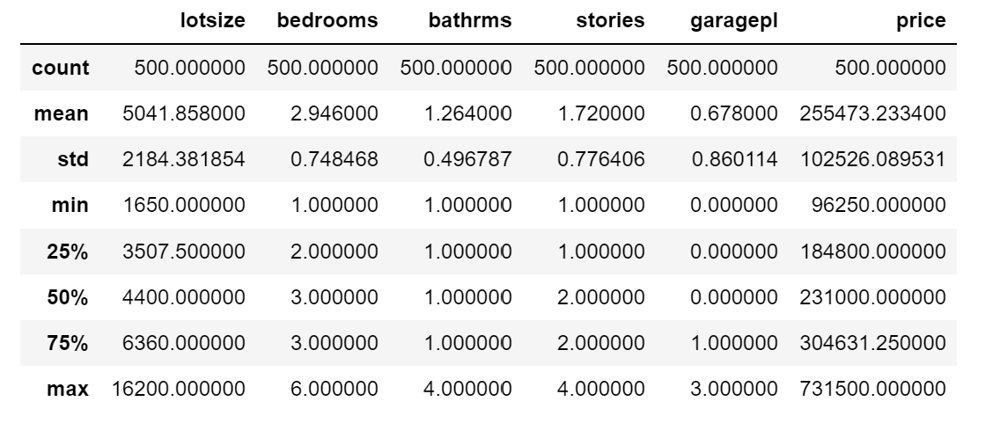 lotsize bedrooms bathrms stories garagepl price
count 500.000000 500.000000 500.000000 500.000000 500.000000 500.000000
mean 5041.858000 2.946000 1.264000 1.720000 0.678000 255473.233400
std 2184.381854 0.748468 0.496787 0.776406 0.860114 102526.089531
min 1650.000000 1.000000 1.000000 1.000000 0.000000 96250.000000
25% 3507.500000 2.000000 1.000000 1.000000 0.000000 184800.000000
50% 4400.000000 3.000000 1.000000 2.000000 0.000000 231000.000000
75% 6360.000000 3.000000 1.000000 2.000000 1.000000 304631.250000
max 16200.000000 6.000000 4.000000 4.000000 3.000000 731500.000000